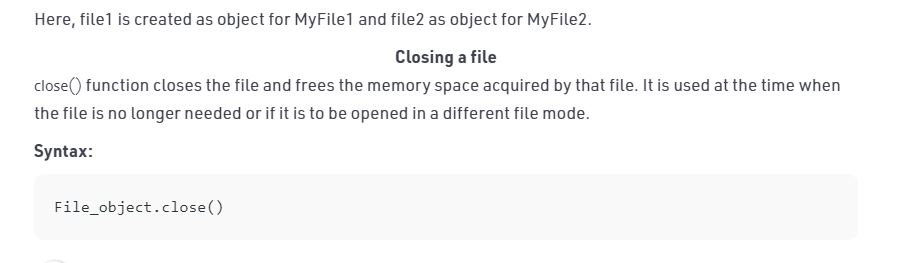 Here, file1 is created as object for MyFile1 and file2 as object for MyFile2.
Closing a file
close() function closes the file and frees the memory space acquired by that file. It is used at the time when
the file is no longer needed or if it is to be opened in a different file mode.
Syntax:
File_object.close()